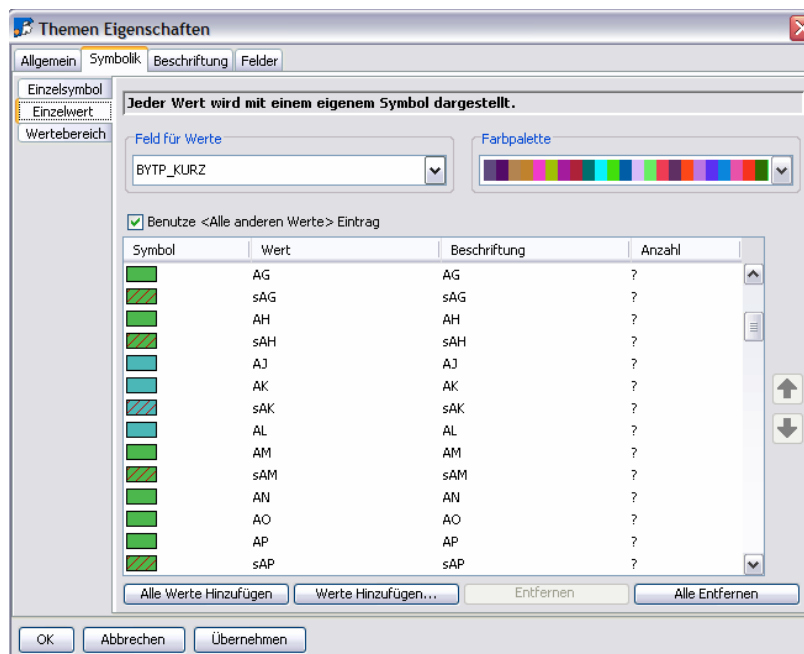 Themen Eigenschaften
Allgemein Symbolik Beschriftung Felder
Einzelsymbol
Einzelwert
Wertebereich
Jeder Wert wird mit einem eigenem Symbol dargestellt.
Feld für Werte Farbpalette
BYTP_KURZ
Benutze <Alle anderen Werte> Eintrag
Symbol Wert Beschriftung Anzahl
AG AG ?
sAG sAG ?
AH AH ?
sAH sAH ?
AJ AJ ?
AK AK ?
sAK sAK ?
AL AL ?
AM AM ?
sAM sAM ?
AN AN ?
AO AO ?
AP AP ?
sAP sAP ?
Alle Werte Hinzufügen Werte Hinzufügen... Entfernen Alle Entfernen
OK Abbrechen Übernehmen